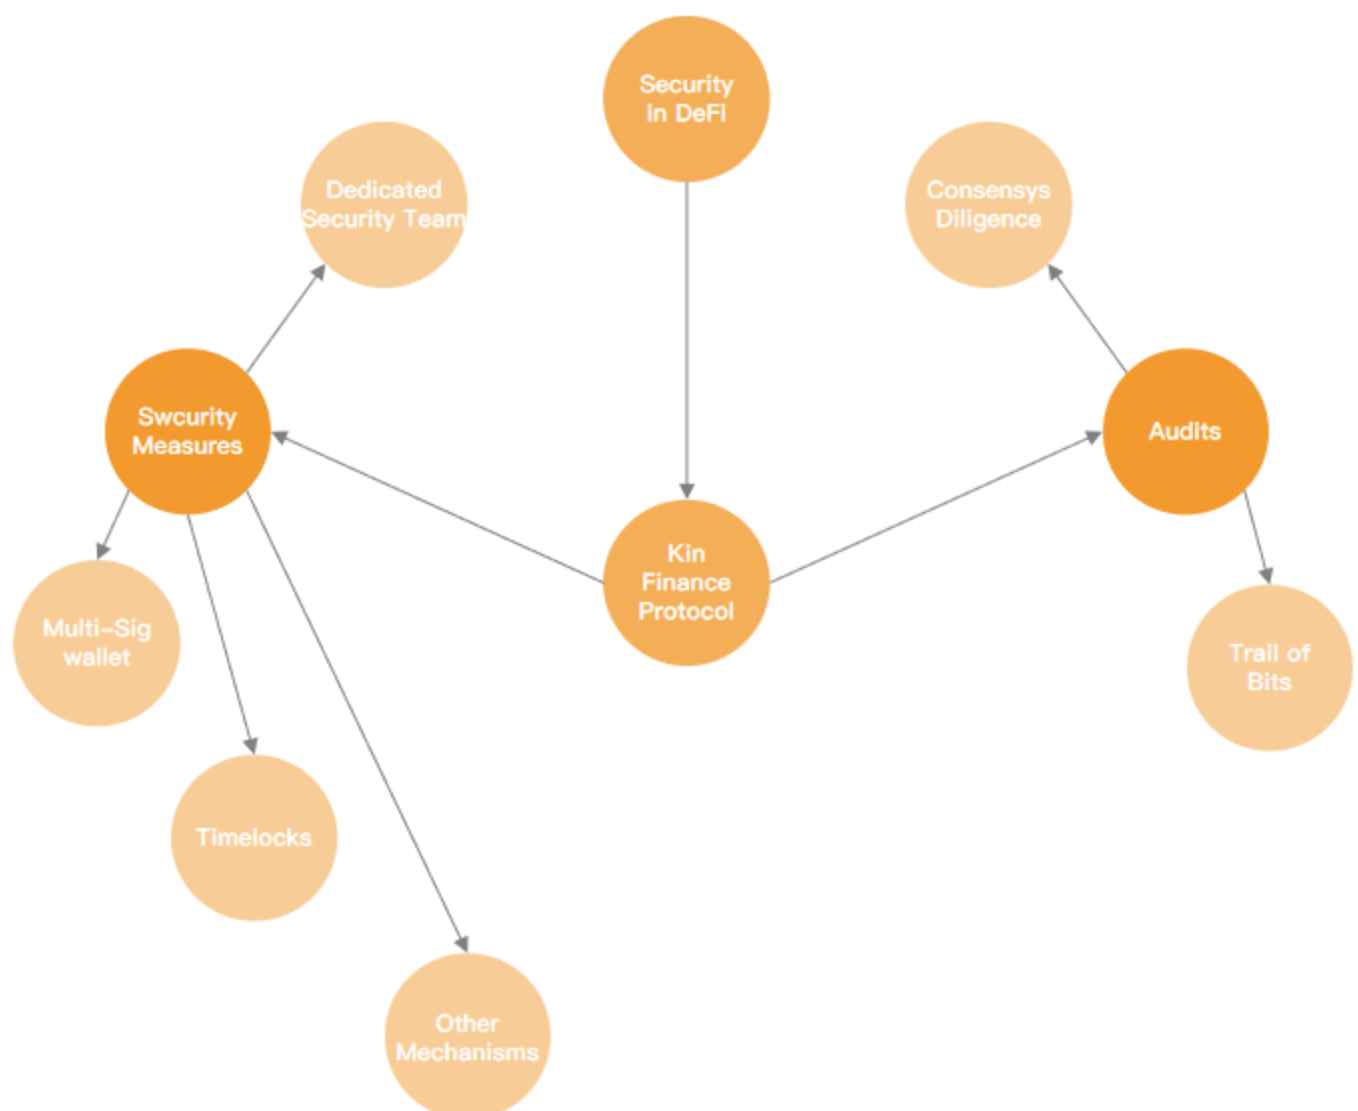 Security
in DeFi
Dedicated
Security Team
Consensys
Diligence
Swcurity
Measures
Audits
Kin
Finance
Protocol
Multi-Sig
wallet
Trail of
Bits
Timelocks
Other
Mechanisms